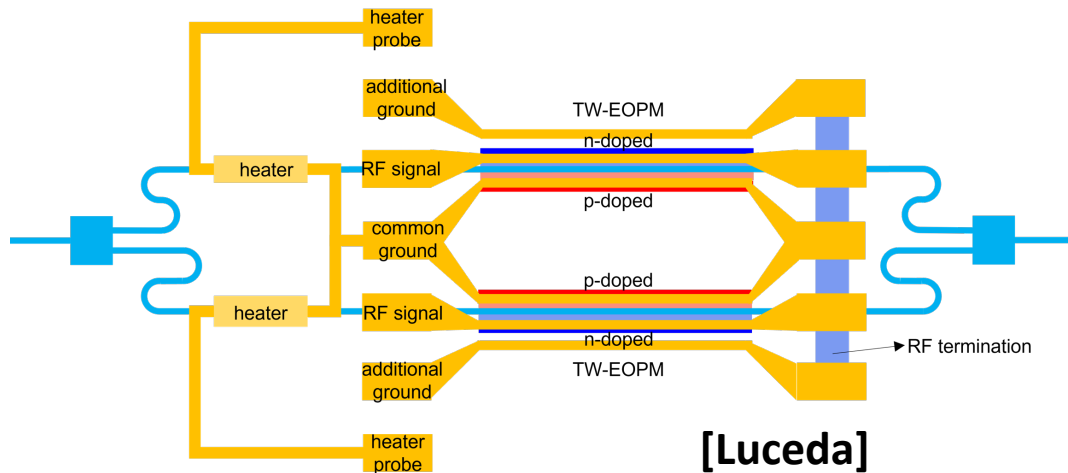 heater
probe
additional
ground
TW-EOPM
n-doped
heater
RF signal
p-doped
common
ground
p-doped
heater
RF signal
n-doped
RF termination
additional
ground
TW-EOPM
heater
probe
[Luceda]